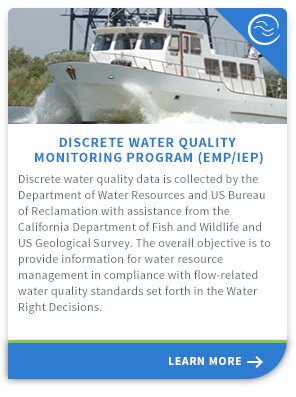 DISCRETE WATER QUALITY
MONITORING PROGRAM (EMP/IEP)
Discrete water quality data is collected by the
Department of Water Resources and US Bureau
of Reclamation with assistance from the
California Department of Fish and Wildlife and
US Geological Survey. The overall objective is to
provide information for water resource
management in compliance with flow-related
water quality standards set forth in the Water
Right Decisions.
LEARN MORE